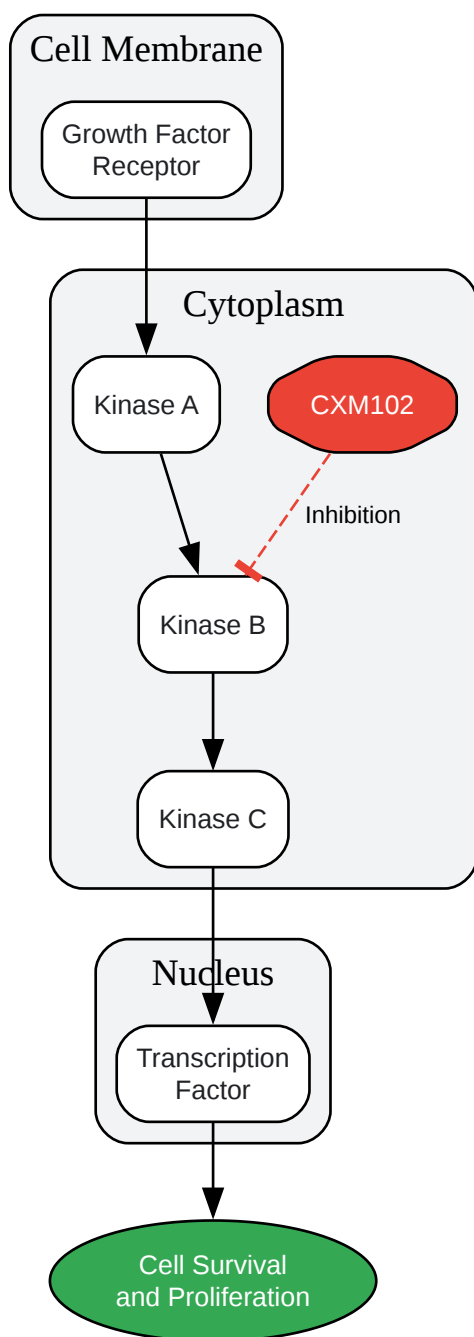 Cell Membrane
Growth Factor
Receptor
Cytoplasm
Kinase A
CXM102
Inhibition
Kinase B
Kinase C
Nucleus
Transcription
Factor
Cell Survival
and Proliferation